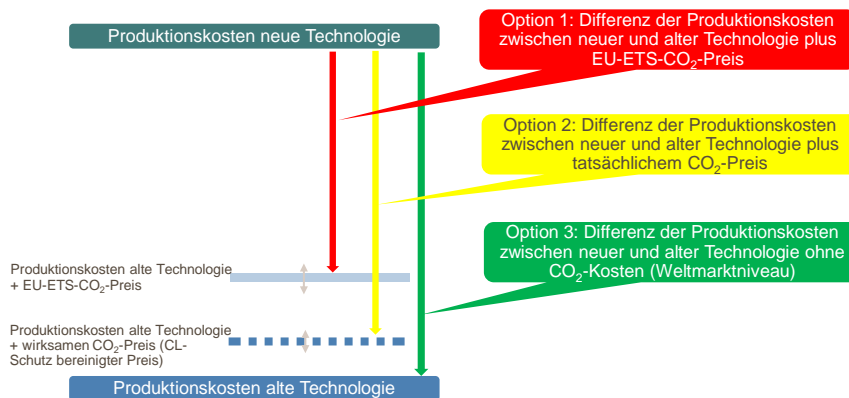 Produktionskosten neue Technologie
Option 1: Differenz der Produktionskosten
zwischen neuer und alter Technologie plus
EU-ETS-CO₂-Preis
Option 2: Differenz der Produktionskosten
zwischen neuer und alter Technologie plus
tatsächlichem CO₂-Preis
Option 3: Differenz der Produktionskosten
zwischen neuer und alter Technologie ohne
CO₂-Kosten (Weltmarktniveau)
Produktionskosten alte Technologie
+ EU-ETS-CO₂-Preis
Produktionskosten alte Technologie
+ wirksamen CO₂-Preis (CL-
Schutz bereinigter Preis)
Produktionskosten alte Technologie